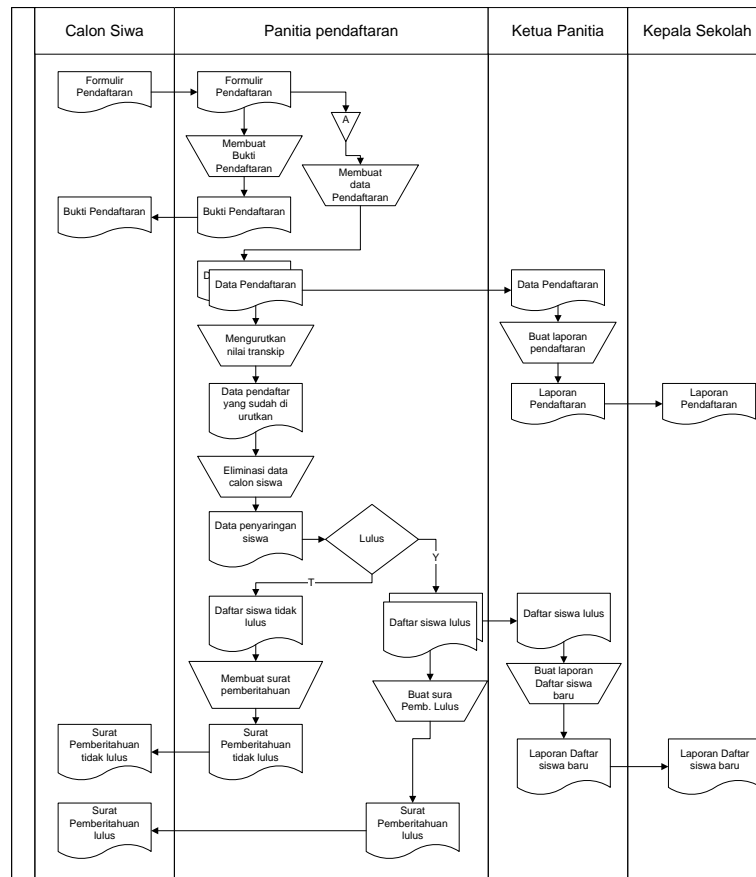 Calon Siwa
Panitia pendaftaran
Ketua Panitia
Kepala Sekolah
Formulir
Pendaftaran
Formulir
Pendaftaran
A
Membuat
Bukti
Pendaftaran
Membuat
data
Pendaftaran
Bukti Pendaftaran
Bukti Pendaftaran
D
Data Pendaftaran
Data Pendaftaran
Mengurutkan
nilai transkip
Buat laporan
pendaftaran
Data pendaftar
yang sudah di
urutkan
Laporan
Pendaftaran
Laporan
Pendaftaran
Eliminasi data
calon siswa
Data penyaringan
siswa
Lulus
Y
T
Daftar siswa tidak
lulus
Daftar siswa lulus
Daftar siswa lulus
Membuat surat
pemberitahuan
Buat sura
Pemb. Lulus
Buat laporan
Daftar siswa
baru
Surat
Pemberitahuan
tidak lulus
Surat
Pemberitahuan
tidak lulus
Laporan Daftar
siswa baru
Laporan Daftar
siswa baru
Surat
Pemberitahuan
lulus
Surat
Pemberitahuan
lulus